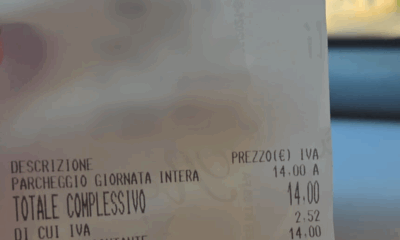 DESCRIZIONE PREZZO(€) IVA
PARCHEGGIO GIORNATA INTERA 14.00 A
TOTALE COMPLESSIVO 14.00
DI CUI IVA 2.52
14.00